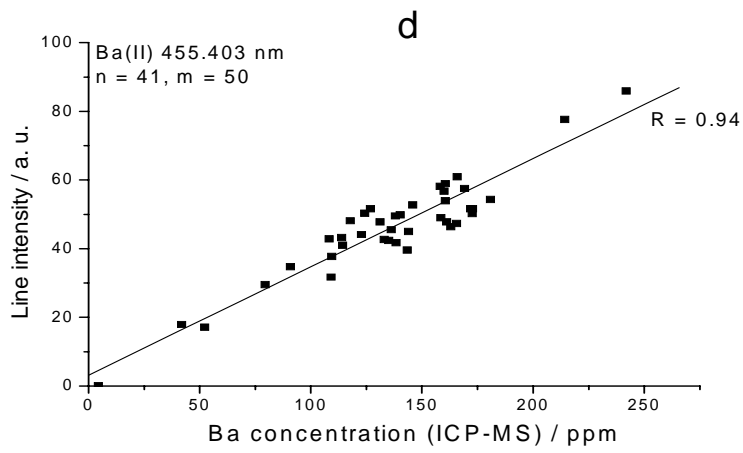 d
Ba(II) 455.403 nm
n = 41, m = 50
100
80
60
40
20
0
R = 0.94
0 50 100 150 200 250
Line intensity / a. u.
Ba concentration (ICP-MS) / ppm